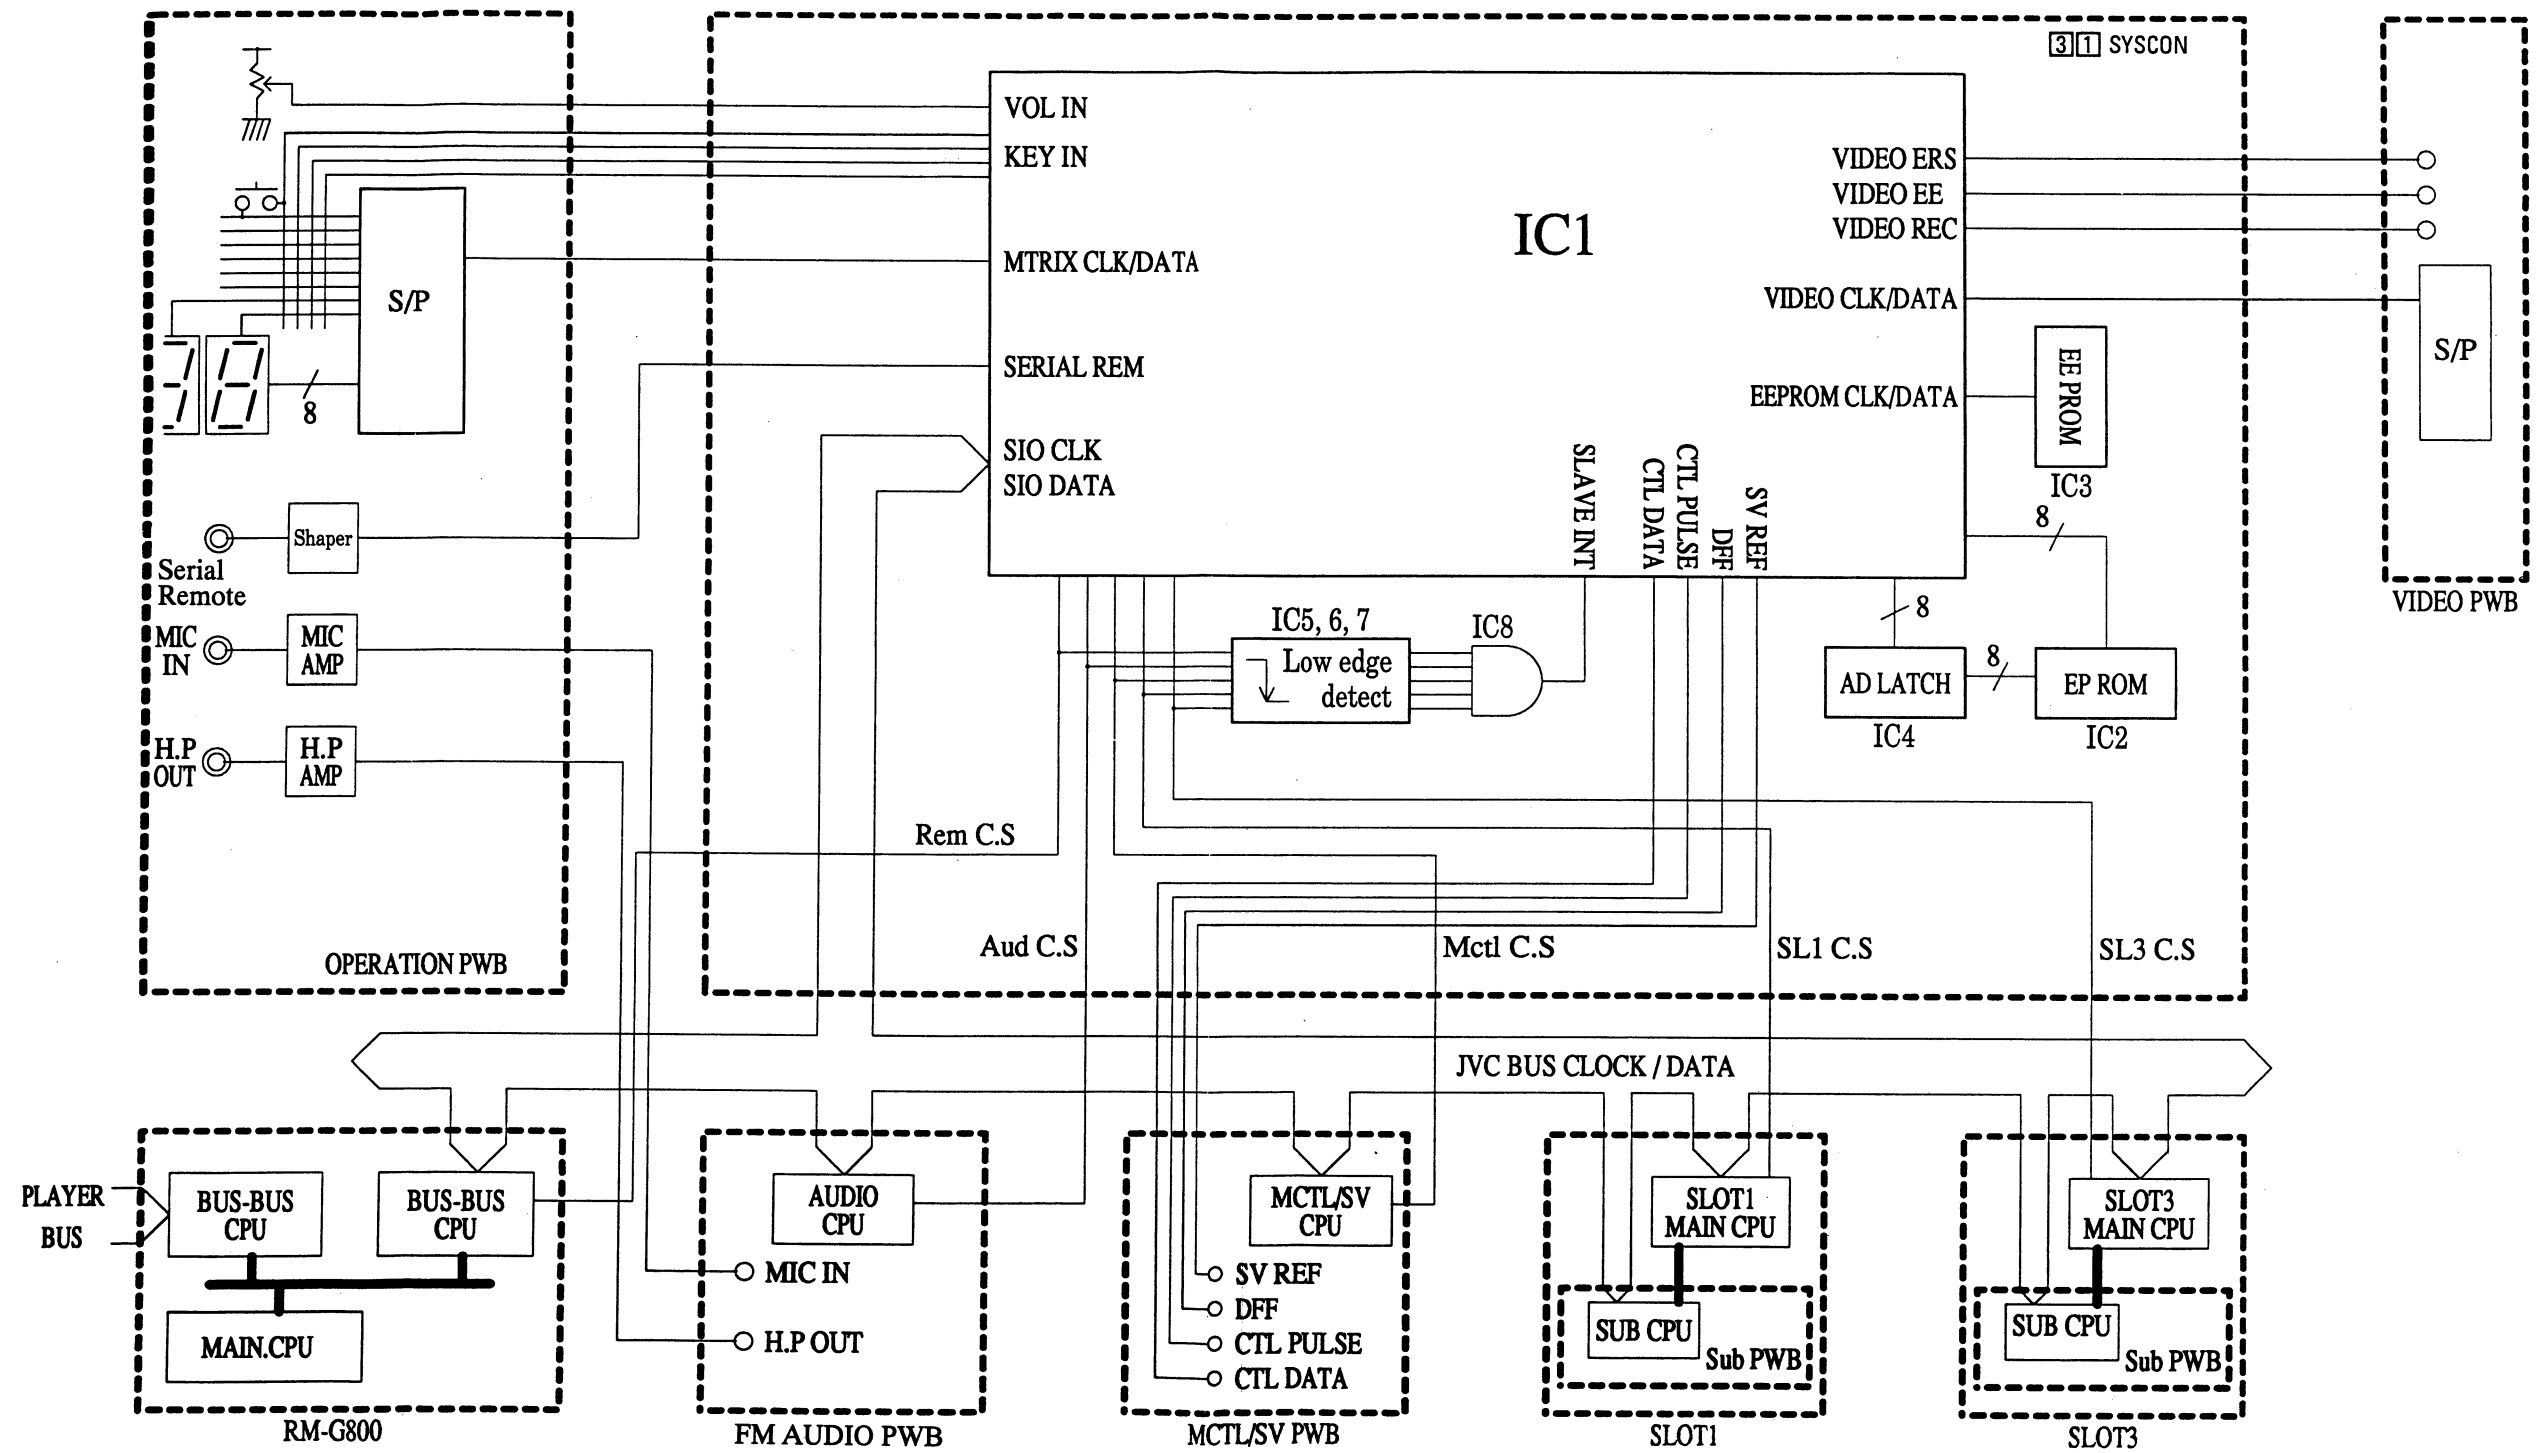 3 1 SYSCON
VOL IN
KEY IN
IC1
MTRIX CLK/DATA
SERIAL REM
SIO CLK
SIO DATA
VIDEO ERS
VIDEO EE
VIDEO REC
VIDEO CLK/DATA
EEPROM CLK/DATA
SLAVE INT
CTL DATA
CTL PULSE
DFF
SV REF
S/P
8
Serial
Remote
Shaper
MIC
IN
MIC
AMP
H.P
OUT
H.P
AMP
OPERATION PWB
EE PROM
IC3
8
8
AD LATCH
IC4
8
EP ROM
IC2
S/P
VIDEO PWB
IC5, 6, 7
Low edge
detect
IC8
Rem C.S
Aud C.S
Mctl C.S
SL1 C.S
SL3 C.S
JVC BUS CLOCK / DATA
PLAYER
BUS
BUS-BUS
CPU
BUS-BUS
CPU
MAIN.CPU
RM-G800
AUDIO
CPU
MIC IN
H.P OUT
FM AUDIO PWB
MCTL/SV
CPU
SV REF
DFF
CTL PULSE
CTL DATA
MCTL/SV PWB
SLOT1
MAIN CPU
SUB CPU
Sub PWB
SLOT1
SLOT3
MAIN CPU
SUB CPU
Sub PWB
SLOT3